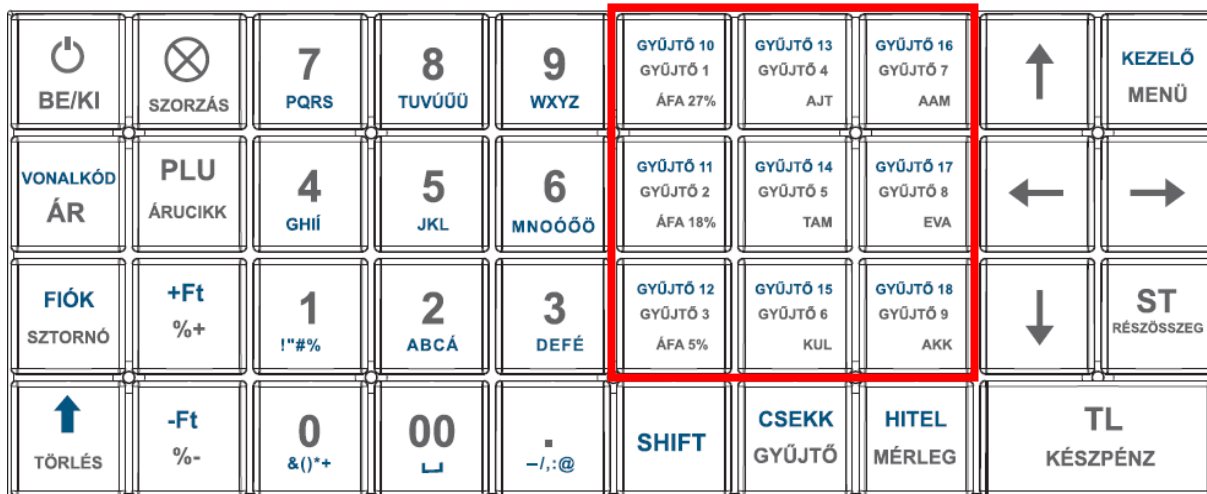 BE/KI
SZORZÁS
7
PQRS
8
TUVÚŰÜ
9
WXYZ
GYŰJTŐ 10
GYŰJTŐ 1
ÁFA 27%
GYŰJTŐ 13
GYŰJTŐ 4
AJT
GYŰJTŐ 16
GYŰJTŐ 7
AAM
KEZELŐ
MENÜ
VONALKÓD
ÁR
PLU
ÁRUCIKK
4
GHIÍ
5
JKL
6
MNOÓŐÖ
GYŰJTŐ 11
GYŰJTŐ 2
ÁFA 18%
GYŰJTŐ 14
GYŰJTŐ 5
TAM
GYŰJTŐ 17
GYŰJTŐ 8
EVA
FIÓK
SZTORNÓ
+Ft
%+
1
!"#%
2
ABCÁ
3
DEFÉ
GYŰJTŐ 12
GYŰJTŐ 3
ÁFA 5%
GYŰJTŐ 15
GYŰJTŐ 6
KUL
GYŰJTŐ 18
GYŰJTŐ 9
AKK
ST
RÉSZÖSSZEG
TÖRLÉS
-Ft
%-
0
&()*+
00
.
–/,:@
SHIFT
CSEKK
GYŰJTŐ
HITEL
MÉRLEG
TL
KÉSZPÉNZ